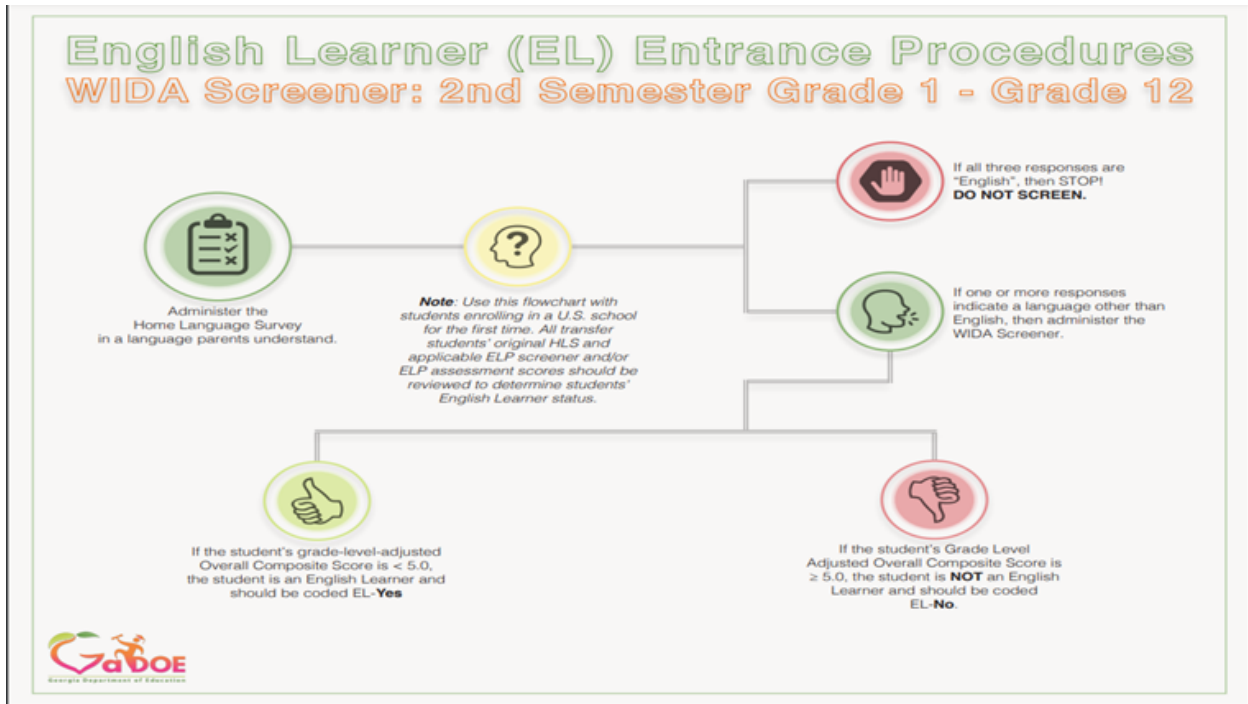 English Learner (EL) Entrance Procedures
WIDA Screener: 2nd Semester Grade 1 - Grade 12
Administer the
Home Language Survey
in a language parents understand.
Note: Use this flowchart with
students enrolling in a U.S. school
for the first time. All transfer
students' original HLS and
applicable ELP screener and/or
ELP assessment scores should be
reviewed to determine students'
English Learner status.
If all three responses are
"English", then STOP!
DO NOT SCREEN.
If one or more responses
indicate a language other than
English, then administer the
WIDA Screener.
If the student's grade-level-adjusted
Overall Composite Score is < 5.0,
the student is an English Learner and
should be coded EL-Yes
If the student's Grade Level
Adjusted Overall Composite Score is
≥ 5.0, the student is NOT an English
Learner and should be coded
EL-No.
GaDOE
Georgia Department of Education